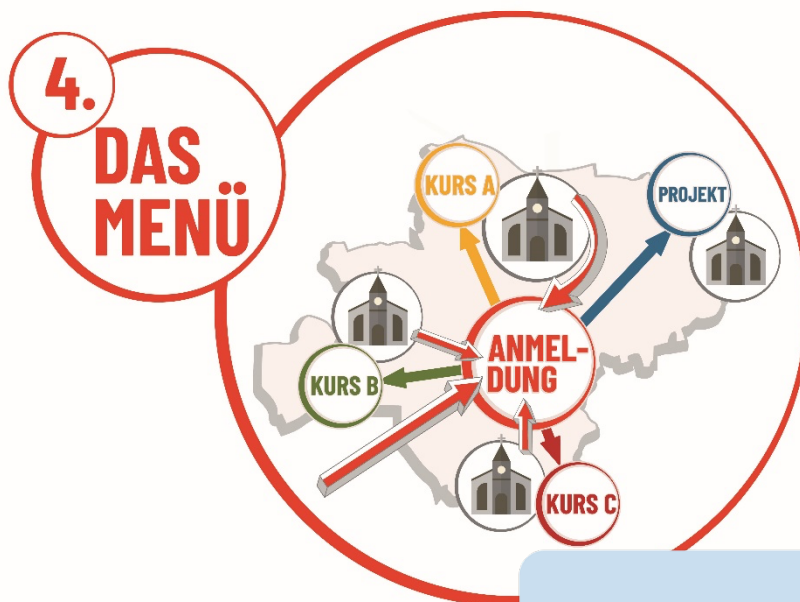 4.
DAS
MENÜ
KURS A
PROJEKT
ANMEL-
DUNG
KURS B
KURS C